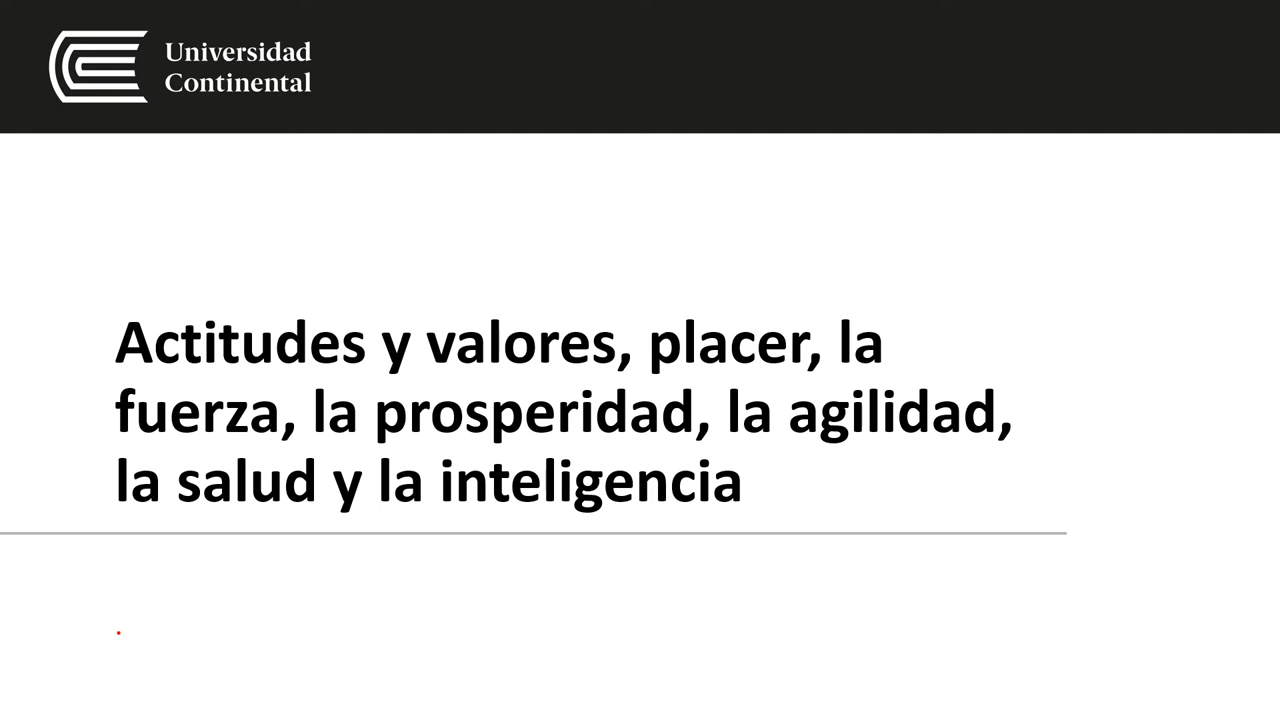 Universidad
Continental
Actitudes y valores, placer, la
fuerza, la prosperidad, la agilidad,
la salud y la inteligencia
.